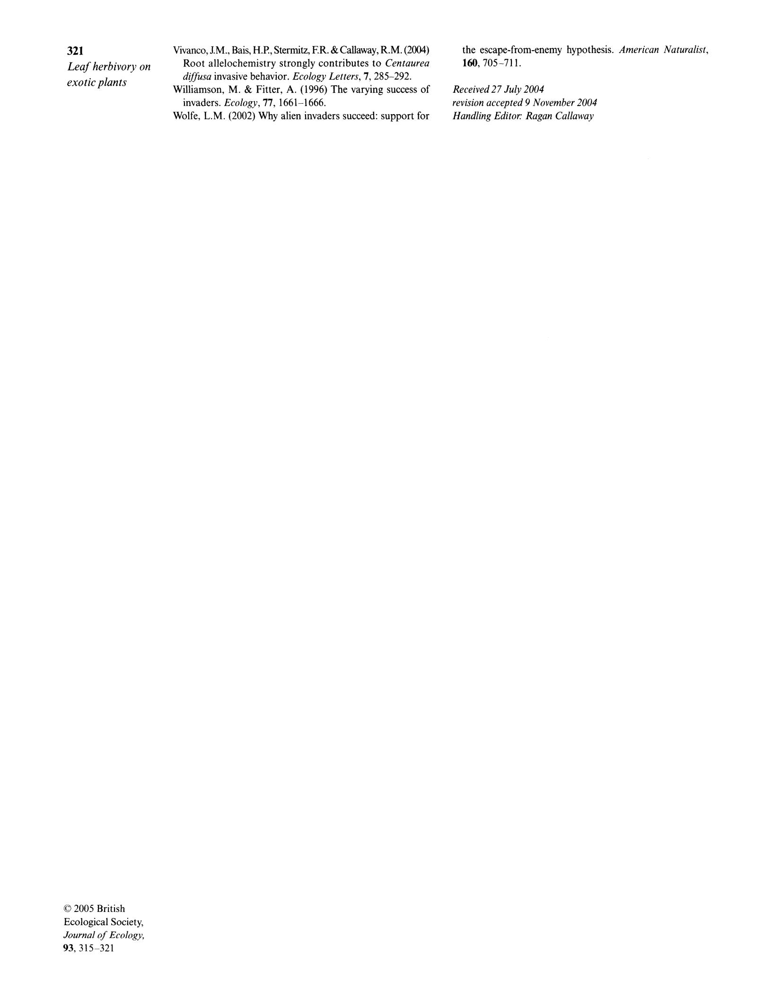 321
Leaf herbivory on
exotic plants
Vivanco, J.M., Bais, H.P., Stermitz, F.R. & Callaway, R.M. (2004)
Root allelochemistry strongly contributes to Centaurea
diffusa invasive behavior. Ecology Letters, 7, 285–292.
Williamson, M. & Fitter, A. (1996) The varying success of
invaders. Ecology, 77, 1661–1666.
Wolfe, L.M. (2002) Why alien invaders succeed: support for
the escape-from-enemy hypothesis. American Naturalist,
160, 705–711.
Received 27 July 2004
revision accepted 9 November 2004
Handling Editor: Ragan Callaway
© 2005 British
Ecological Society,
Journal of Ecology,
93, 315–321